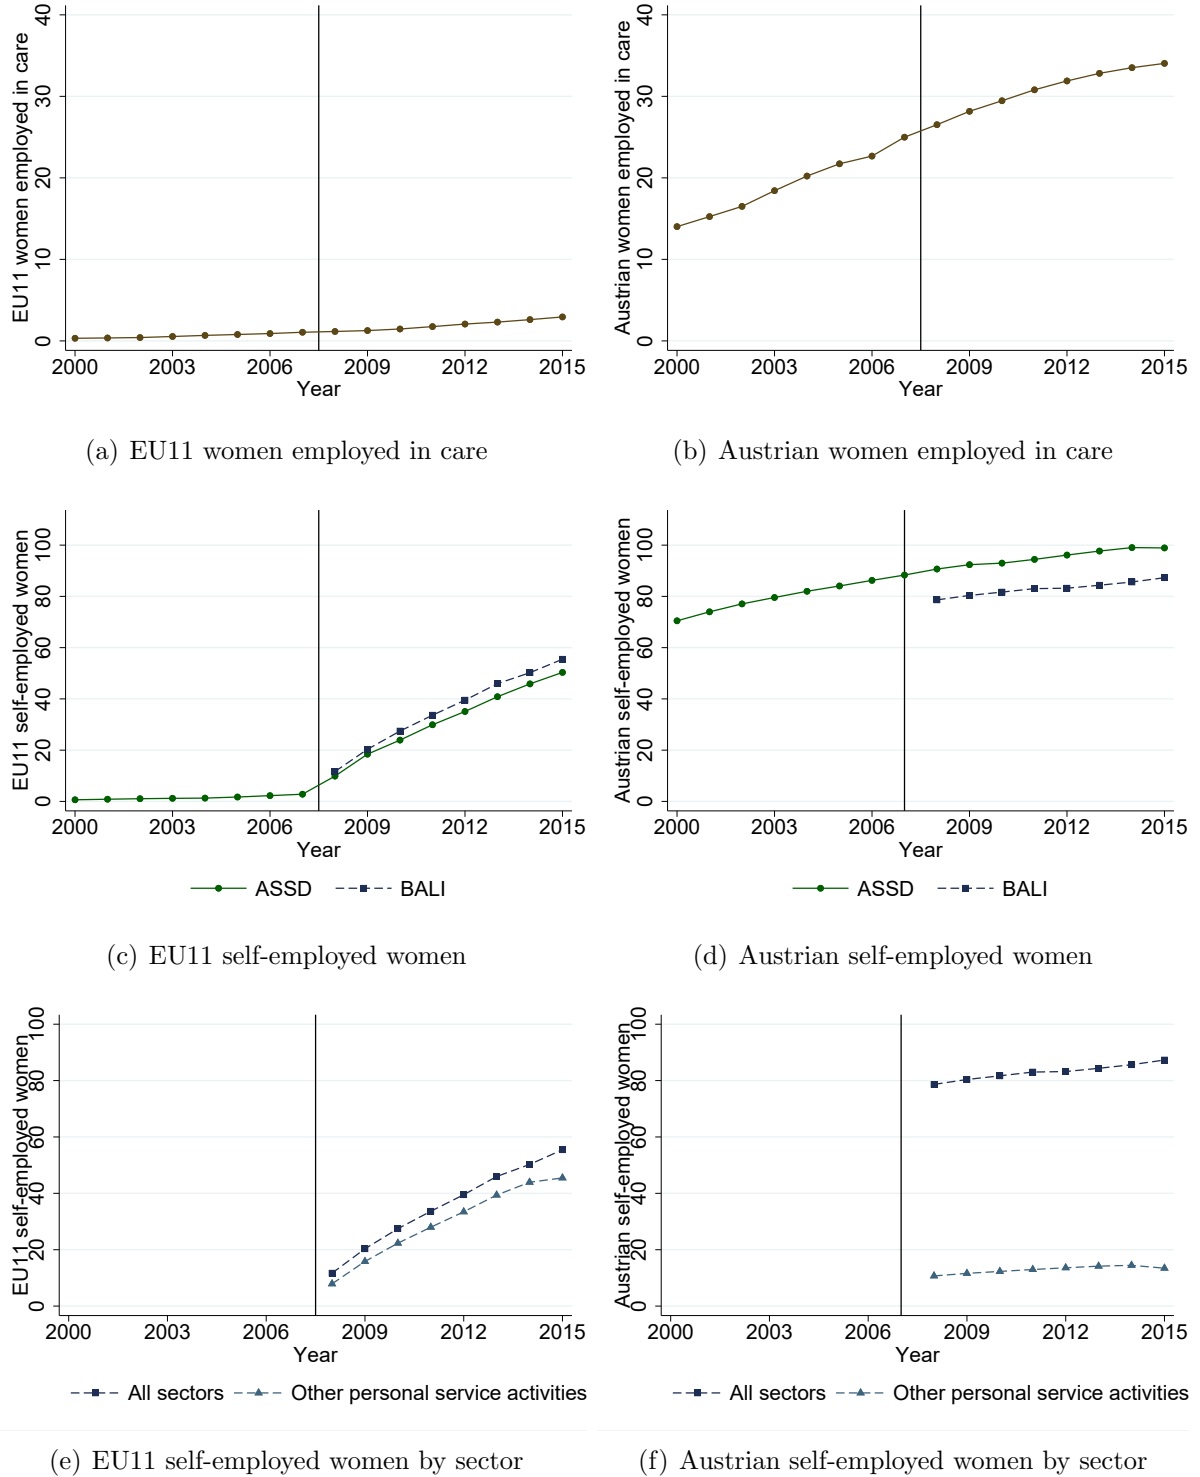 EU11 women employed in care
40
30
20
10
0
2000 2003 2006 2009 2012 2015
Year
(a) EU11 women employed in care
Austrian women employed in care
40
30
20
10
0
2000 2003 2006 2009 2012 2015
Year
(b) Austrian women employed in care
EU11 self-employed women
100
80
60
40
20
0
2000 2003 2006 2009 2012 2015
Year
ASSD BALI
(c) EU11 self-employed women
Austrian self-employed women
100
80
60
40
20
0
2000 2003 2006 2009 2012 2015
Year
ASSD BALI
(d) Austrian self-employed women
EU11 self-employed women
100
80
60
40
20
0
2000 2003 2006 2009 2012 2015
Year
All sectors Other personal service activities
(e) EU11 self-employed women by sector
Austrian self-employed women
100
80
60
40
20
0
2000 2003 2006 2009 2012 2015
Year
All sectors Other personal service activities
(f) Austrian self-employed women by sector